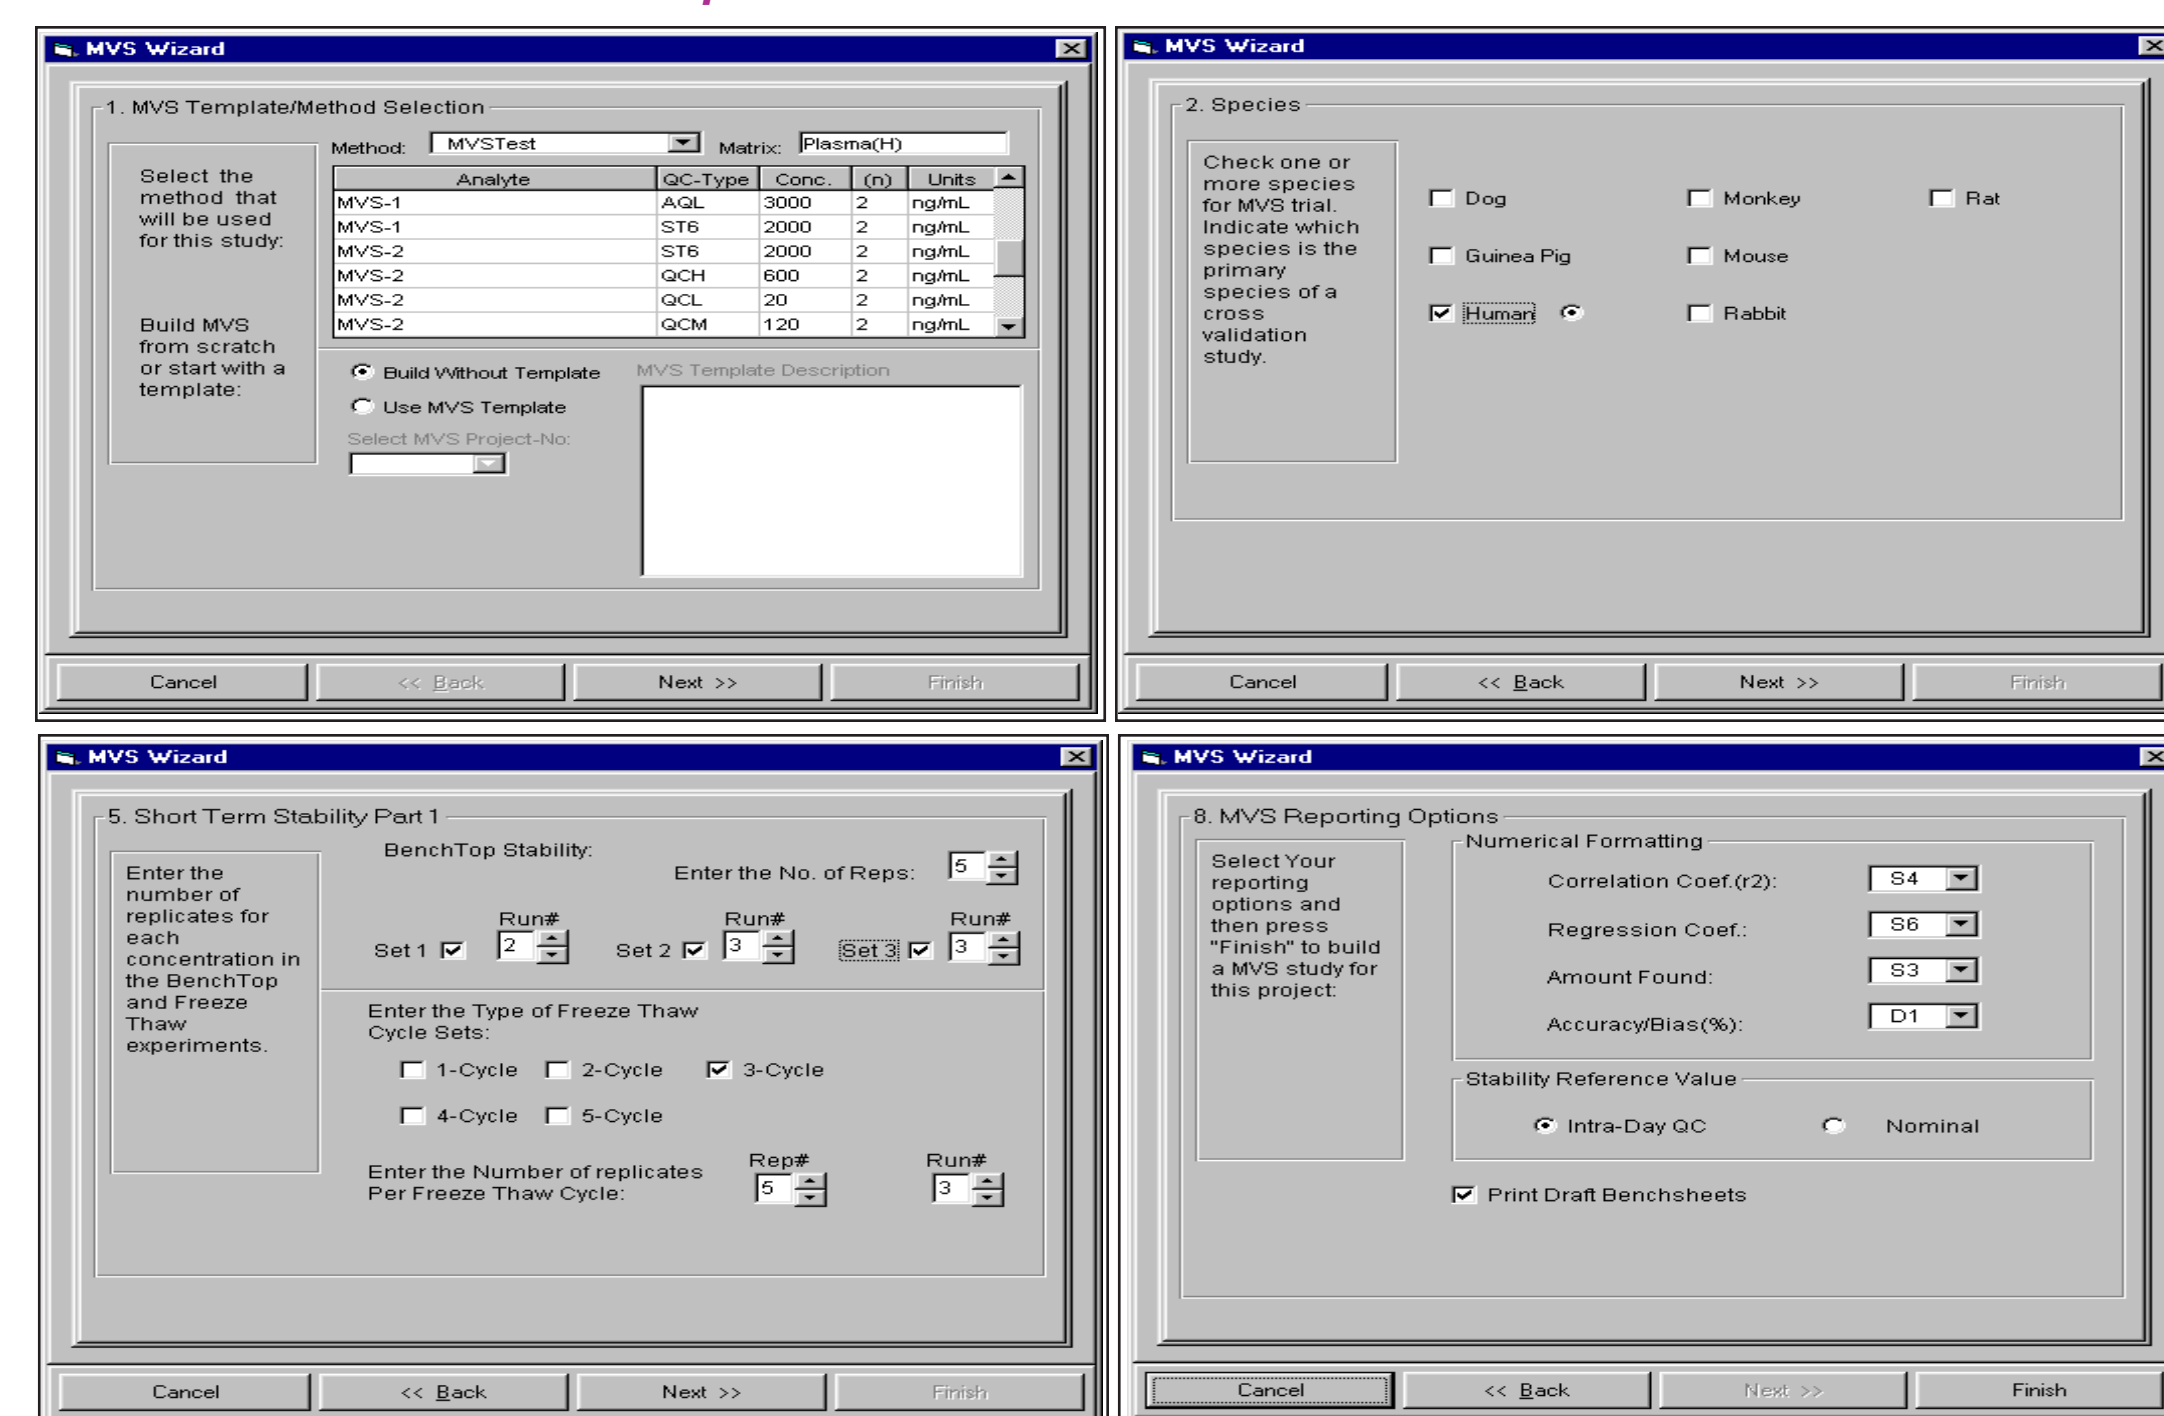 MVS Wizard
1. MVS Template/Method Selection
Select the
method that
will be used
for this study:
Build MVS
from scratch
or start with a
template:
Method: MVSTest Matrix: Plasma(H)
Analyte QC-Type Conc. (n) Units
MVS-1 AQL 3000 2 ng/mL
MVS-1 ST6 2000 2 ng/mL
MVS-2 ST6 2000 2 ng/mL
MVS-2 QCH 600 2 ng/mL
MVS-2 QCL 20 2 ng/mL
MVS-2 QCM 120 2 ng/mL
Build Without Template
Use MVS Template
Select MVS Project-No:
MVS Template Description
Cancel << Back Next >> Finish
MVS Wizard
2. Species
Check one or
more species
for MVS trial.
Indicate which
species is the
primary
species of a
cross
validation
study.
Dog Monkey Rat
Guinea Pig Mouse
Human Rabbit
Cancel << Back Next >> Finish
MVS Wizard
5. Short Term Stability Part 1
Enter the
number of
replicates for
each
concentration in
the BenchTop
and Freeze
Thaw
experiments.
BenchTop Stability:
Enter the No. of Reps: 5
Run# Run# Run#
Set 1 2 Set 2 3 Set 3 3
Enter the Type of Freeze Thaw
Cycle Sets:
1-Cycle 2-Cycle 3-Cycle
4-Cycle 5-Cycle
Rep# Run#
Enter the Number of replicates
Per Freeze Thaw Cycle: 5 3
Cancel << Back Next >> Finish
MVS Wizard
8. MVS Reporting Options
Select Your
reporting
options and
then press
"Finish" to build
a MVS study for
this project:
Numerical Formatting
Correlation Coef.(r2): S4
Regression Coef.: S6
Amount Found: S3
Accuracy/Bias(%): D1
Stability Reference Value
Intra-Day QC Nominal
Print Draft Benchsheets
Cancel << Back Next >> Finish